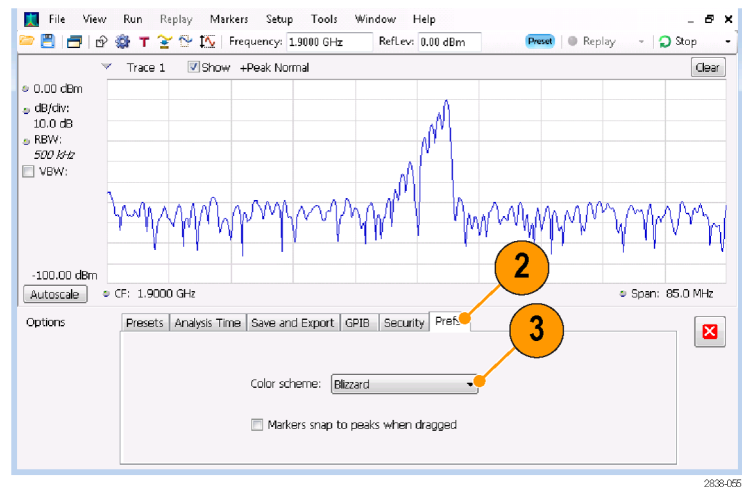 File View Run Replay Markers Setup Tools Window Help
T Frequency: 1.9000 GHz RefLev: 0.00 dBm Preset Replay Stop
Trace 1 Show +Peak Normal Clear
0.00 dBm
dB/div:
10.0 dB
RBW:
500 kHz
VBW:
-100.00 dBm
Autoscale CF: 1.9000 GHz Span: 85.0 MHz
2
Options Presets Analysis Time Save and Export GPIB Security Prefs
3
Color scheme: Blizzard
Markers snap to peaks when dragged
2838-055